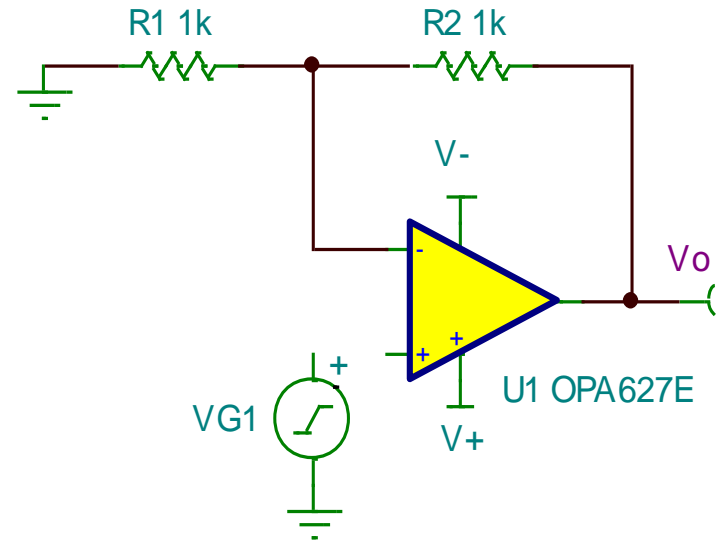 R1 1k
R2 1k
V-
-
Vo
+
+
+
U1 OPA627E
VG1
V+